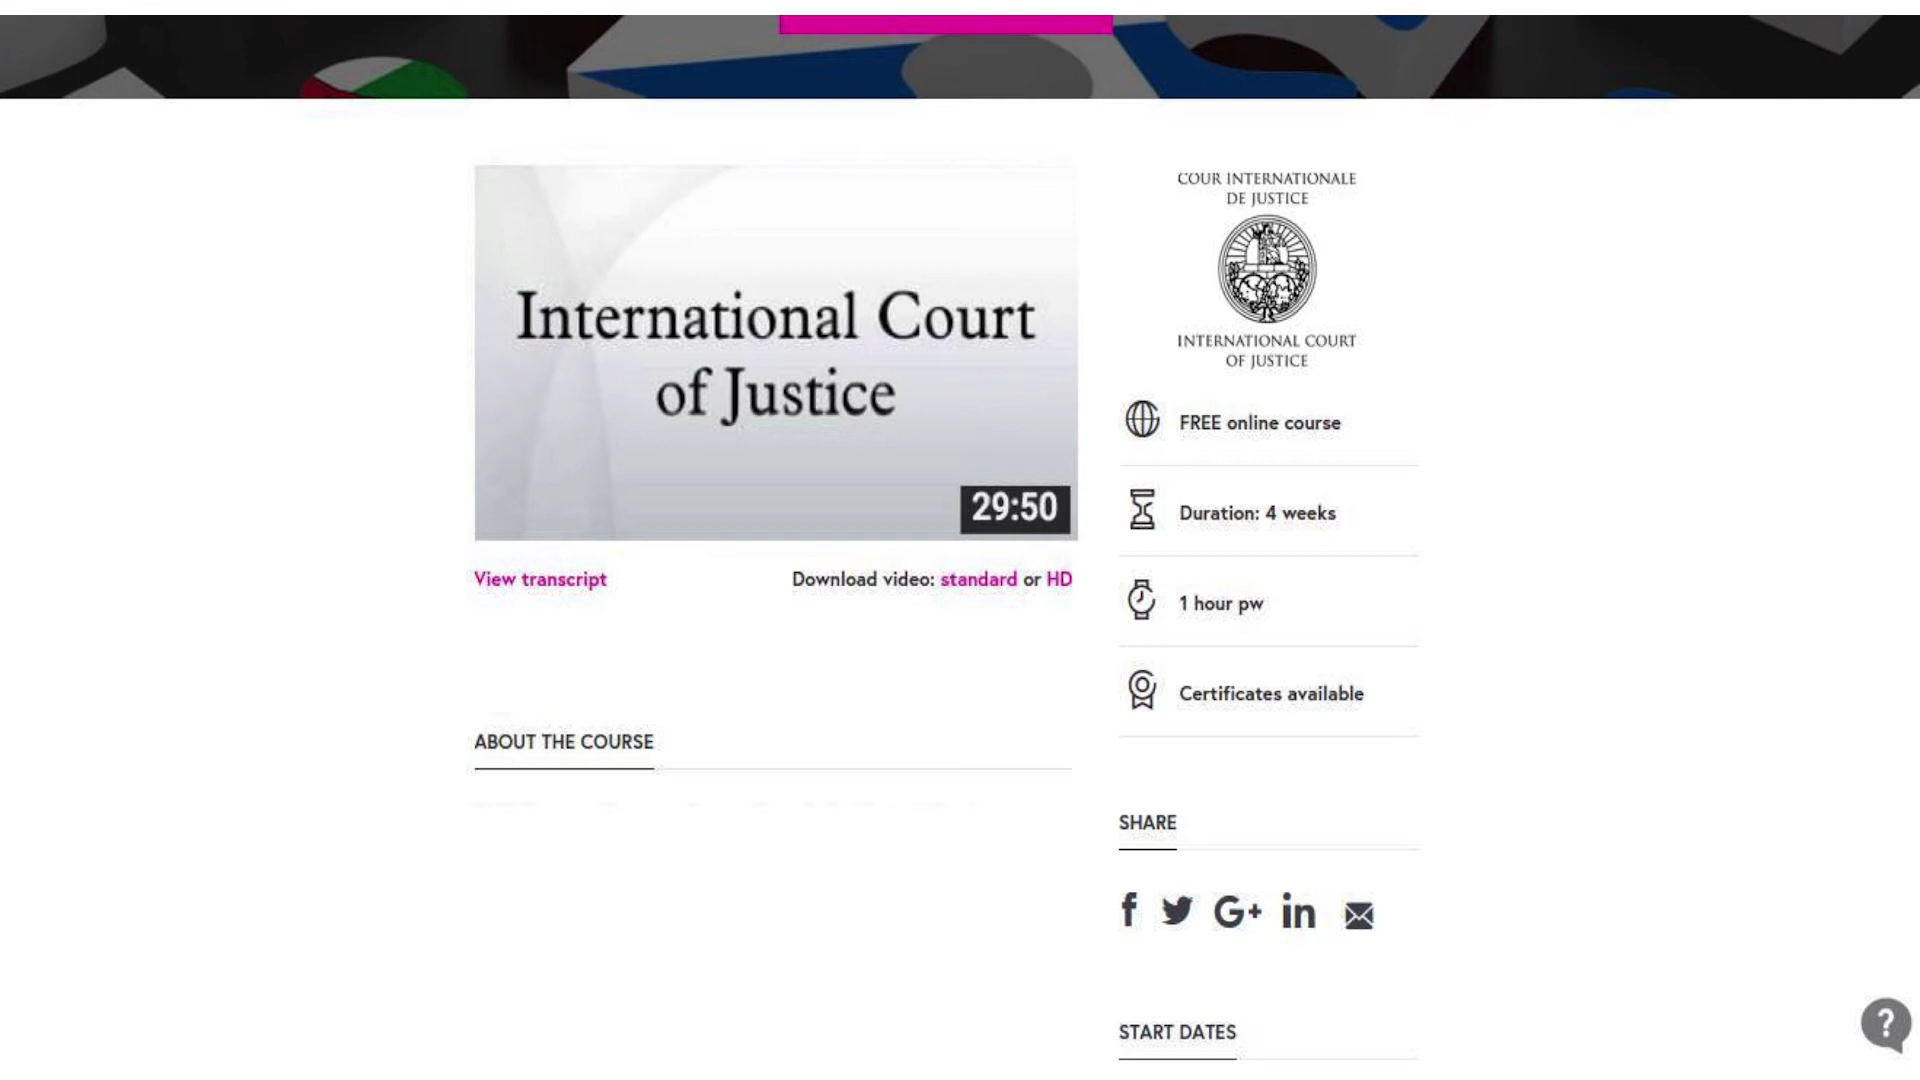 International Court
of Justice
29:50
View transcript
Download video: standard or HD
ABOUT THE COURSE
COUR INTERNATIONALE
DE JUSTICE
INTERNATIONAL COURT
OF JUSTICE
FREE online course
Duration: 4 weeks
1 hour pw
Certificates available
SHARE
f
G+
in
START DATES
?